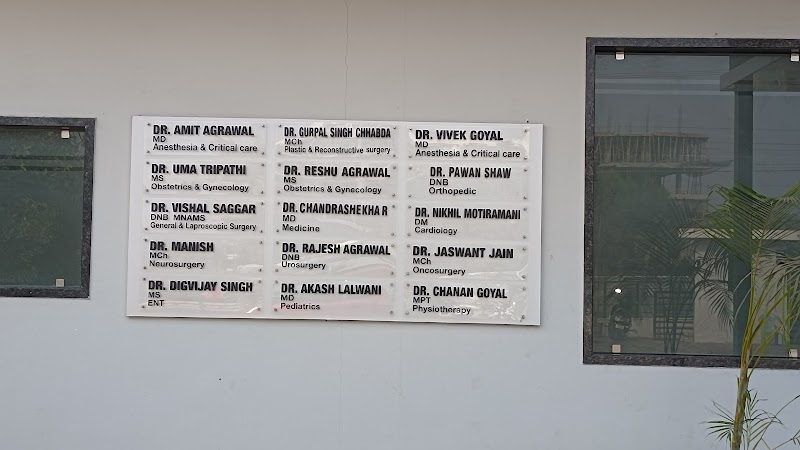 DR. AMIT AGRAWAL
MD
Anesthesia & Critical care
DR. UMA TRIPATHI
MS
Obstetrics & Gynecology
DR. VISHAL SAGGAR
DNB MNAMS
General & Laproscopic Surgery
DR. MANISH
MCh
Neurosurgery
DR. DIGVIJAY SINGH
MS
ENT
DR. GURPAL SINGH CHHABDA
MCh
Plastic & Reconstructive surgery
DR. RESHU AGRAWAL
MS
Obstetrics & Gynecology
DR. CHANDRASHEKHAR
MD
Medicine
DR. RAJESH AGRAWAL
DNB
Urosurgery
DR. AKASH LALWANI
MD
Pediatrics
DR. VIVEK GOYAL
MD
Anesthesia & Critical care
DR. PAWAN SHAW
DNB
Orthopedic
DR. NIKHIL MOTIRAMANI
DM
Cardiology
DR. JASWANT JAIN
MCh
Oncosurgery
DR. CHANAN GOYAL
MPT
Physiotherapy